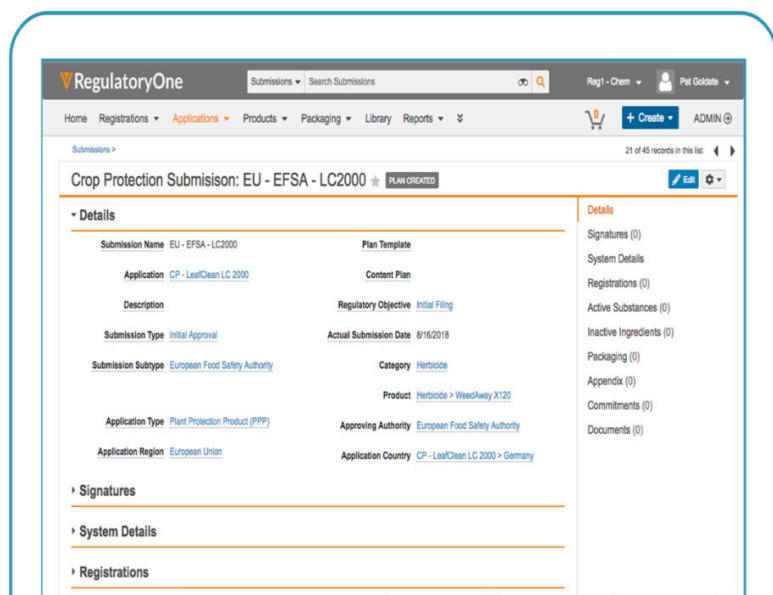 RegulatoryOne Submissions Search Submissions Reg1 - Chem Pat Goldate
Home Registrations Applications Products Packaging Library Reports 0 + Create ADMIN
Submissions > 21 of 45 records in this list
Crop Protection Submisison: EU - EFSA - LC2000 PLAN CREATED Edit
Details
Submission Name EU - EFSA - LC2000 Plan Template
Application CP - LeafClean LC 2000 Content Plan
Description Regulatory Objective Initial Filing
Submission Type Initial Approval Actual Submission Date 8/16/2018
Submission Subtype European Food Safety Authority Category Herbicide
Product Herbicide > WeedAway X120
Application Type Plant Protection Product (PPP) Approving Authority European Food Safety Authority
Application Region European Union Application Country CP - LeafClean LC 2000 > Germany
Signatures
System Details
Registrations
Details
Signatures (0)
System Details
Registrations (0)
Active Substances (0)
Inactive Ingredients (0)
Packaging (0)
Appendix (0)
Commitments (0)
Documents (0)